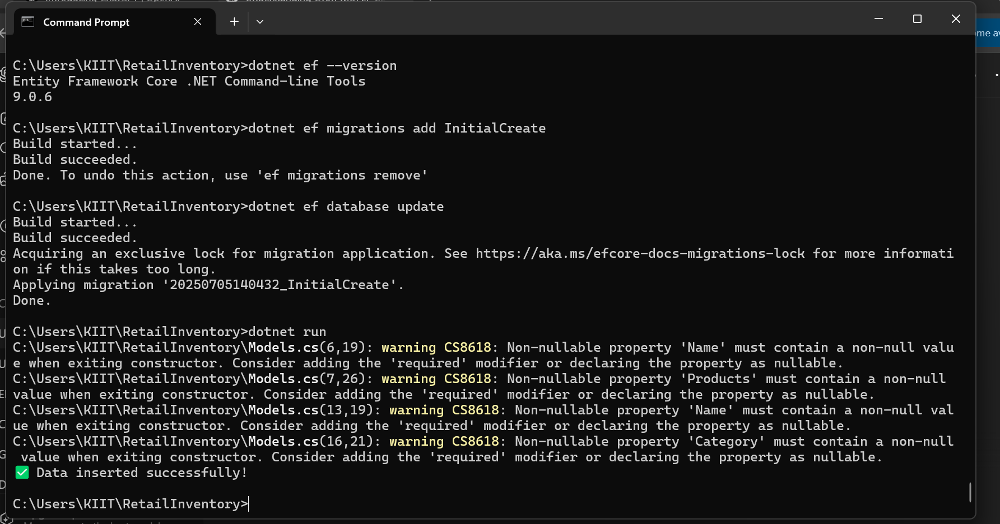 Command Prompt
me av
C:\Users\KIIT\RetailInventory>dotnet ef --version
Entity Framework Core .NET Command-line Tools
9.0.6
C:\Users\KIIT\RetailInventory>dotnet ef migrations add InitialCreate
Build started...
Build succeeded.
Done. To undo this action, use 'ef migrations remove'
C:\Users\KIIT\RetailInventory>dotnet ef database update
Build started...
Build succeeded.
Acquiring an exclusive lock for migration application. See https://aka.ms/efcore-docs-migrations-lock for more informati
on if this takes too long.
Applying migration '20250705140432_InitialCreate'.
Done.
C:\Users\KIIT\RetailInventory>dotnet run
C:\Users\KIIT\RetailInventory\Models.cs(6,19): warning CS8618: Non-nullable property 'Name' must contain a non-null valu
e when exiting constructor. Consider adding the 'required' modifier or declaring the property as nullable.
C:\Users\KIIT\RetailInventory\Models.cs(7,26): warning CS8618: Non-nullable property 'Products' must contain a non-null
value when exiting constructor. Consider adding the 'required' modifier or declaring the property as nullable.
C:\Users\KIIT\RetailInventory\Models.cs(13,19): warning CS8618: Non-nullable property 'Name' must contain a non-null val
ue when exiting constructor. Consider adding the 'required' modifier or declaring the property as nullable.
C:\Users\KIIT\RetailInventory\Models.cs(16,21): warning CS8618: Non-nullable property 'Category' must contain a non-null
 value when exiting constructor. Consider adding the 'required' modifier or declaring the property as nullable.
✅ Data inserted successfully!
C:\Users\KIIT\RetailInventory>